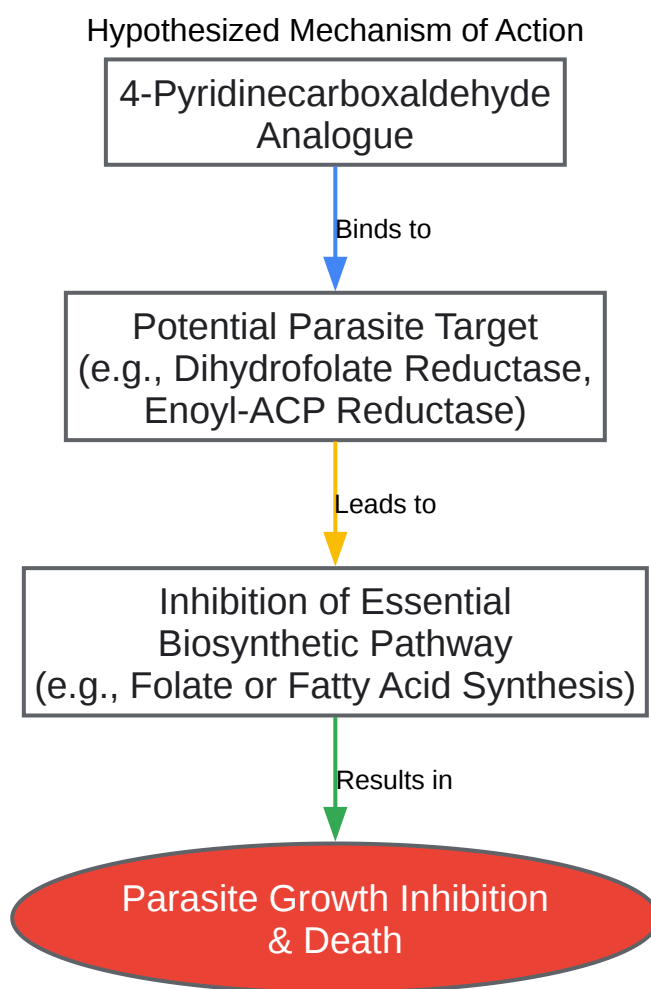 Hypothesized Mechanism of Action
4-Pyridinecarboxaldehyde
Analogue
Binds to
Potential Parasite Target
(e.g., Dihydrofolate Reductase,
Enoyl-ACP Reductase)
Leads to
Inhibition of Essential
Biosynthetic Pathway
(e.g., Folate or Fatty Acid Synthesis)
Results in
Parasite Growth Inhibition
& Death